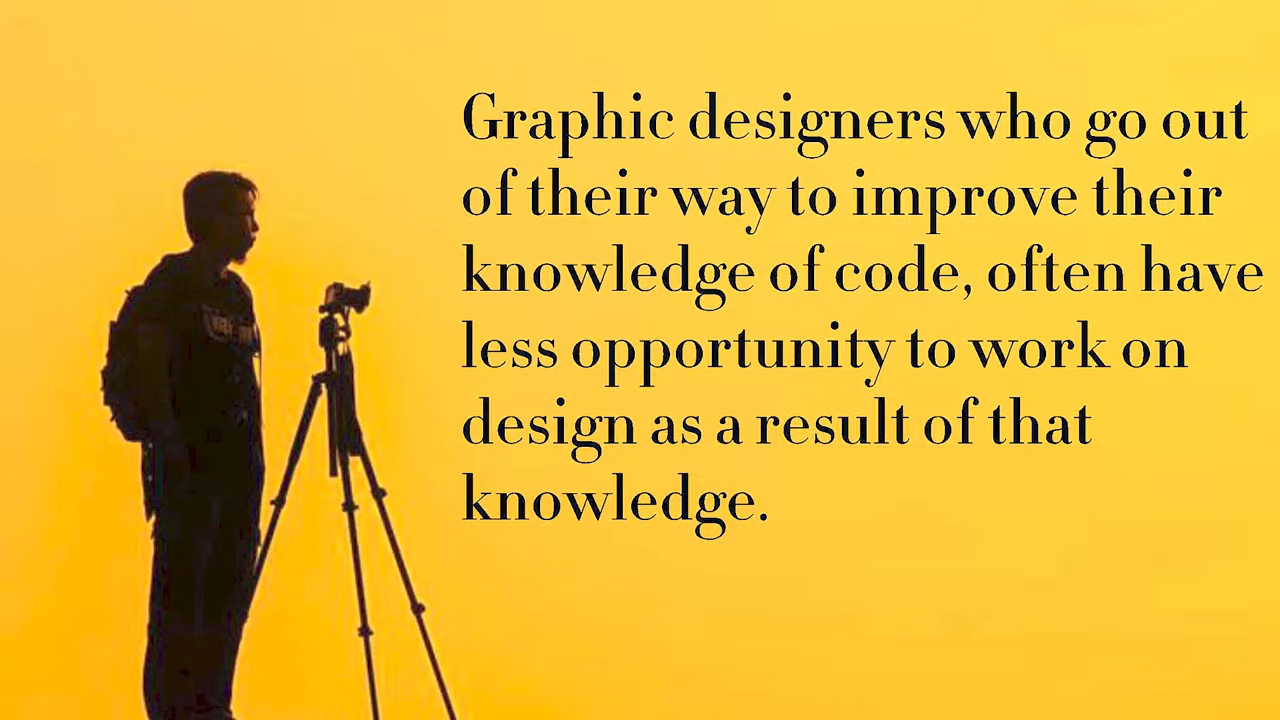 Graphic designers who go out
of their way to improve their
knowledge of code, often have
less opportunity to work on
design as a result of that
knowledge.